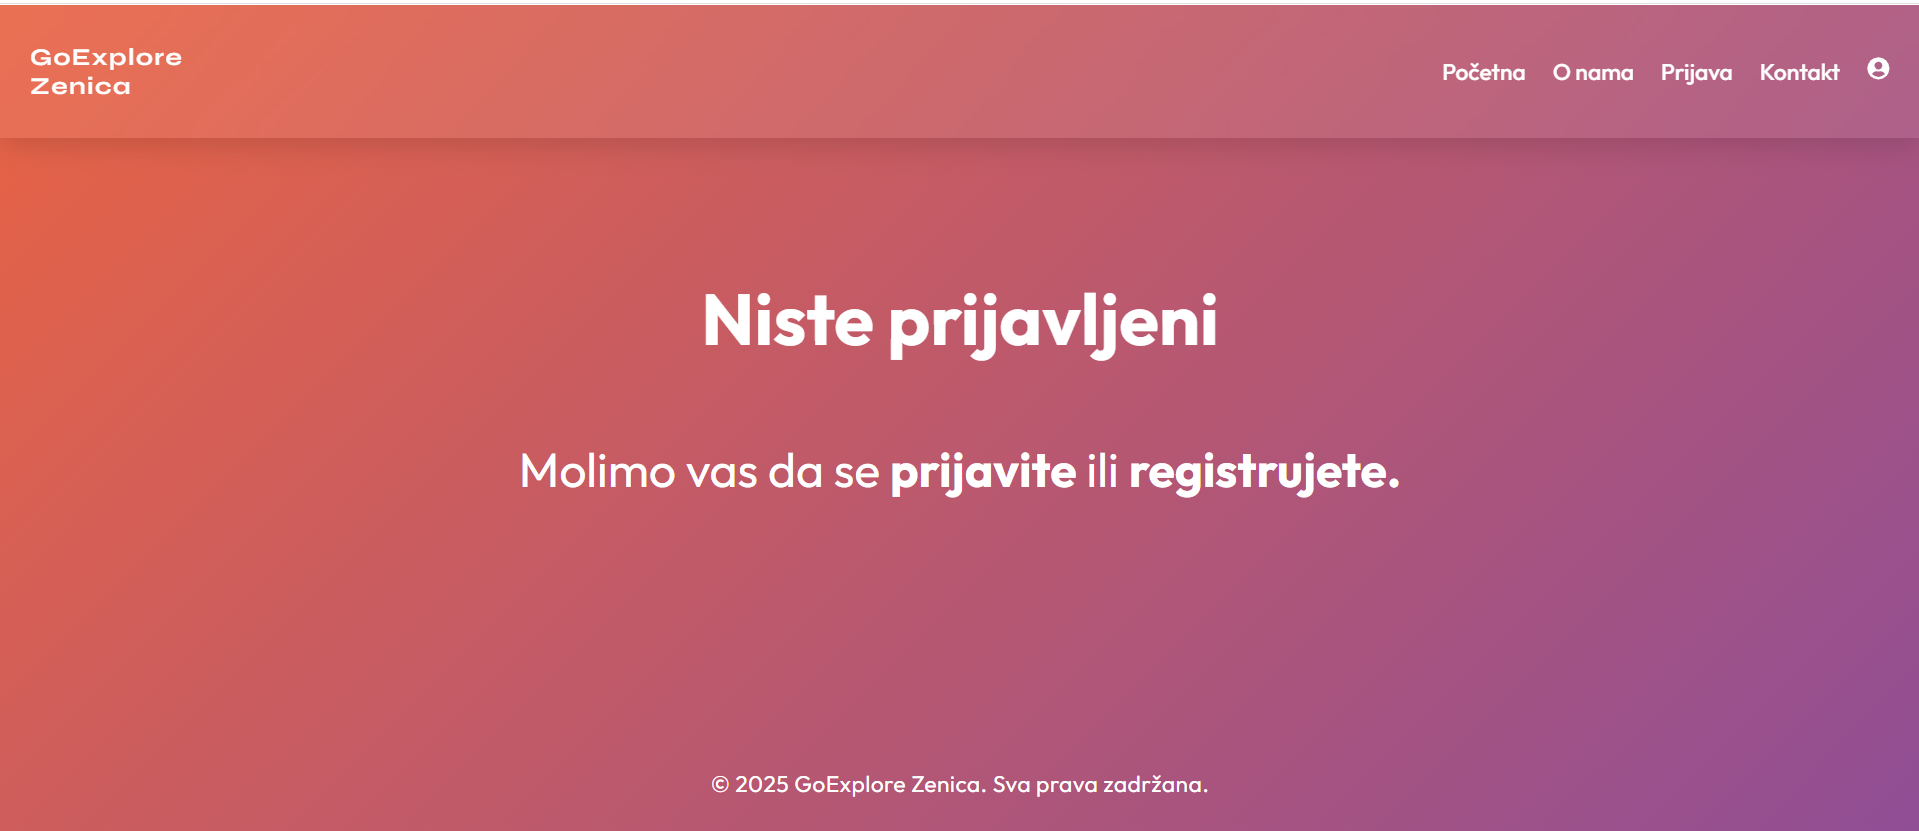 GoExplore
Zenica
Početna O nama Prijava Kontakt
Niste prijavljeni
Molimo vas da se prijavite ili registrujete.
© 2025 GoExplore Zenica. Sva prava zadržana.